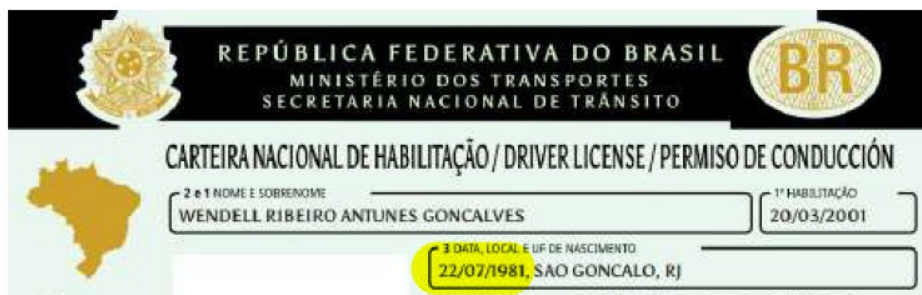 REPÚBLICA FEDERATIVA DO BRASIL
MINISTÉRIO DOS TRANSPORTES
SECRETARIA NACIONAL DE TRÂNSITO
BR
CARTEIRA NACIONAL DE HABILITAÇÃO / DRIVER LICENSE / PERMISO DE CONDUCCIÓN
2 e 1 NOME E SOBRENOME
WENDELL RIBEIRO ANTUNES GONCALVES
1ª HABILITAÇÃO
20/03/2001
3 DATA, LOCAL E UF DE NASCIMENTO
22/07/1981, SAO GONCALO, RJ